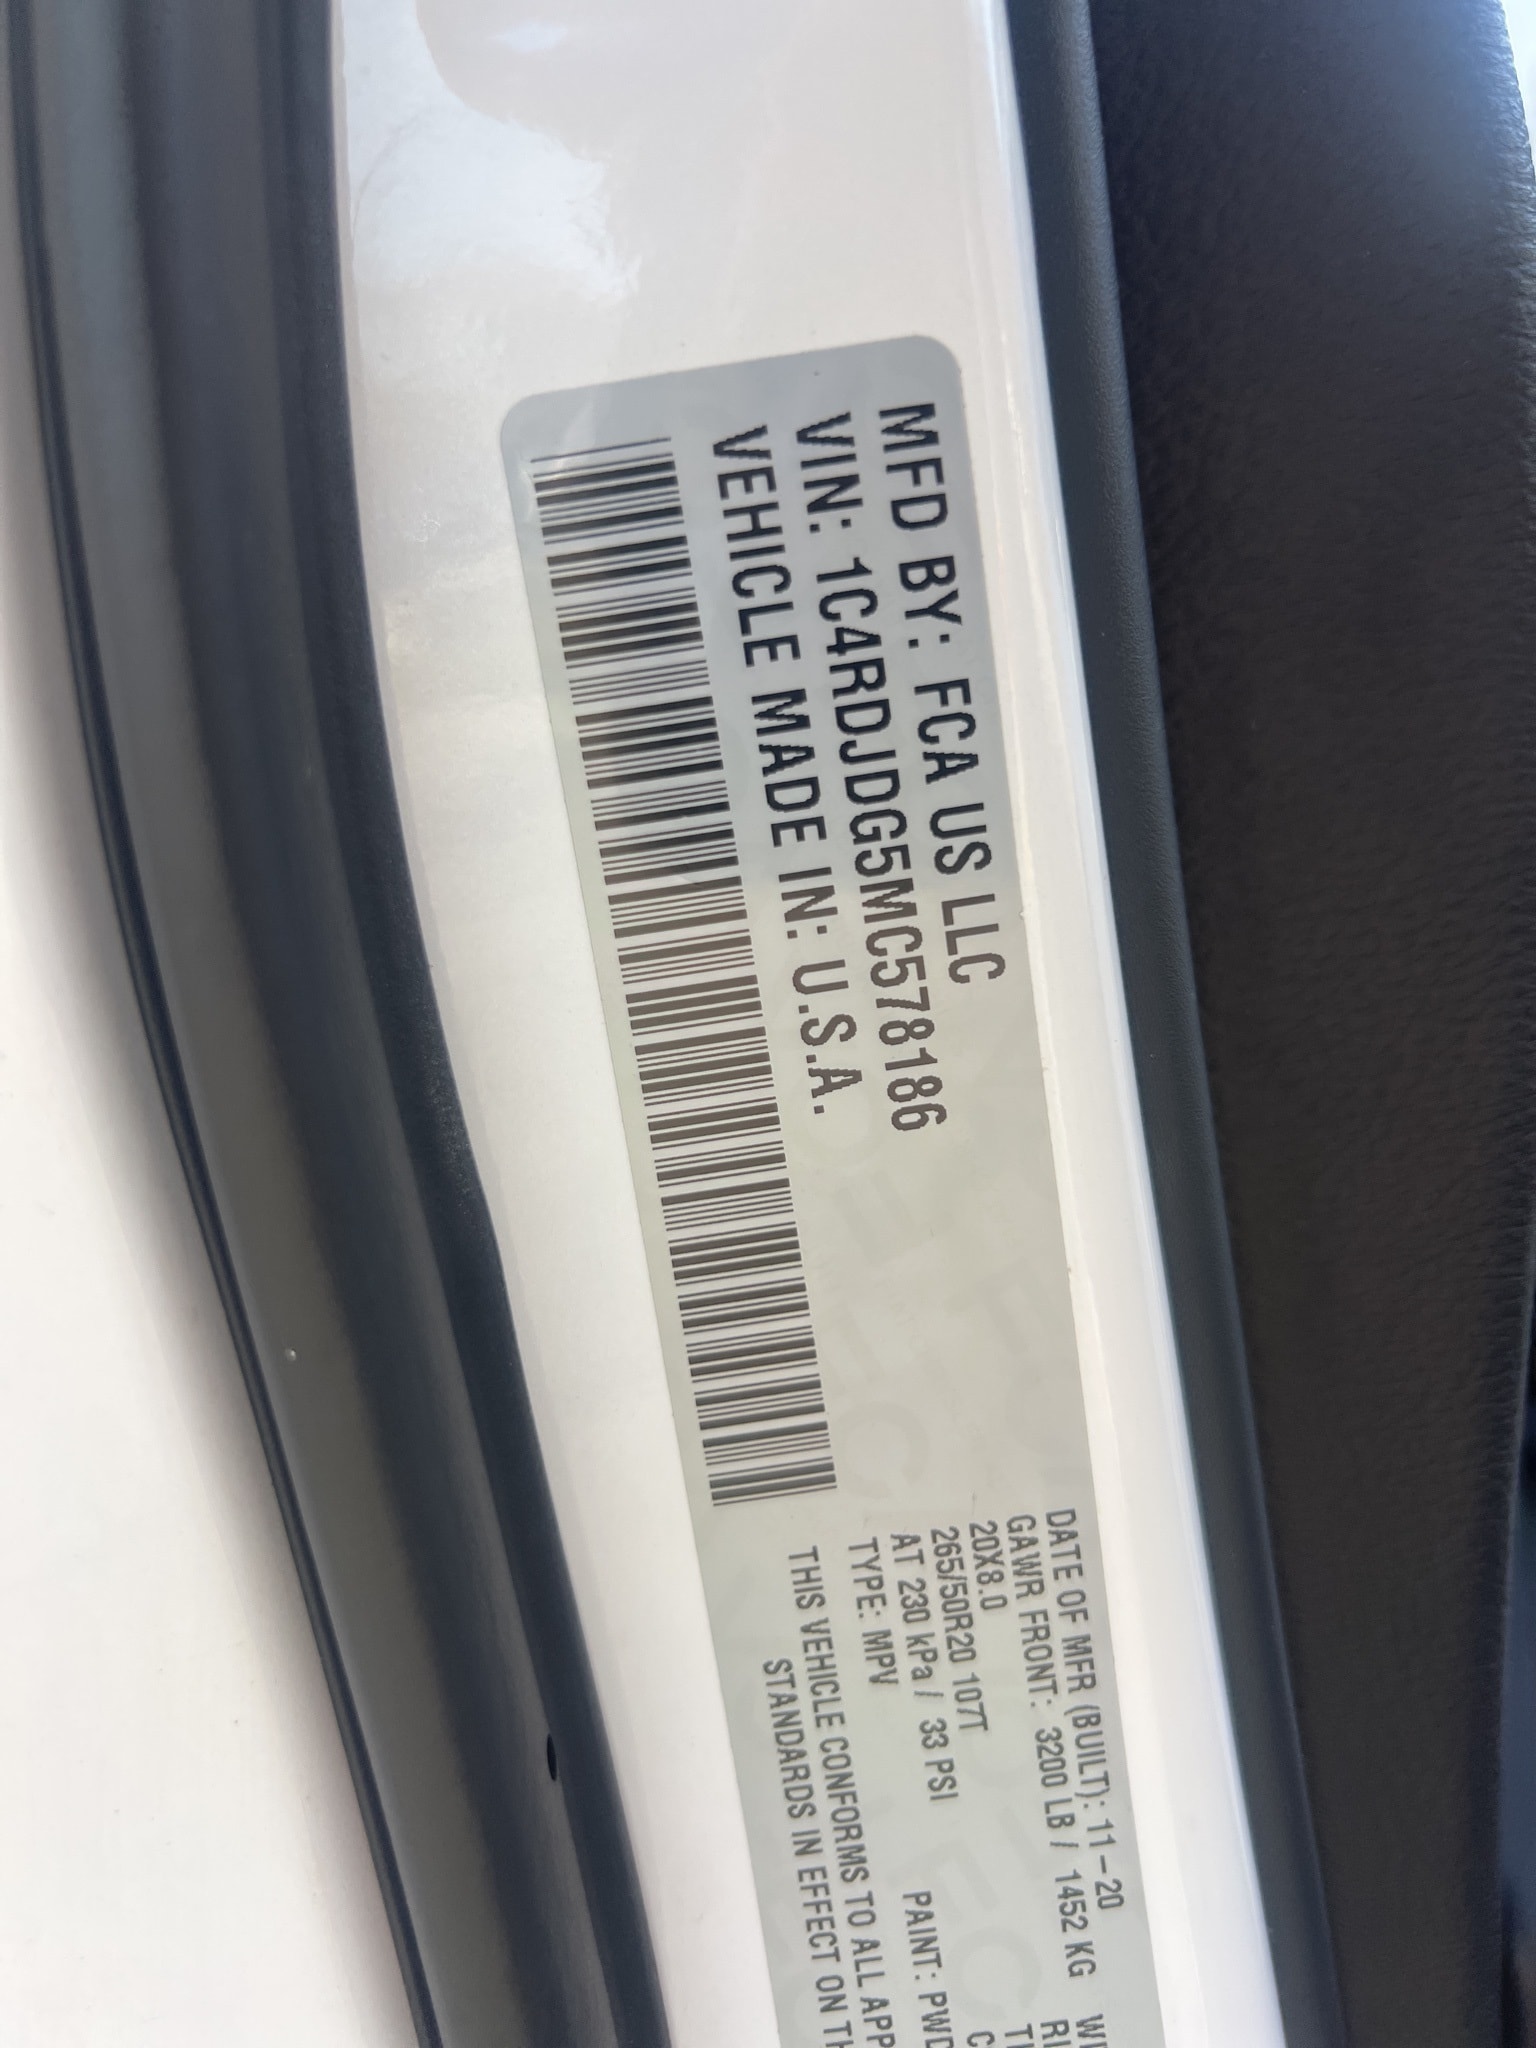 MFD BY: FCA US LLC
VIN: 1C4RDJDG5MC578186
VEHICLE MADE IN: U.S.A.
DATE OF MFR (BUILT): 11-20
GAWR FRONT: 3200 LB / 1452 KG
20X8.0
265/50R20 107T
AT 230 kPa / 33 PSI
TYPE: MPV
PAINT: PWD
THIS VEHICLE CONFORMS TO ALL APP
STANDARDS IN EFFECT ON TH